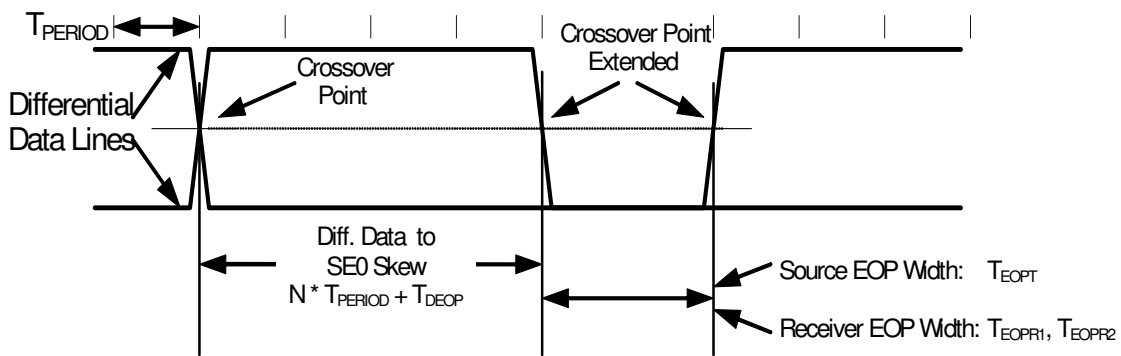 TPERIOD
Differential
Data Lines
Crossover
Point
Crossover Point
Extended
Diff. Data to
SE0 Skew
N * TPERIOD + TDEOP
Source EOP Width: TEOPT
Receiver EOP Width: TEOPR1, TEOPR2